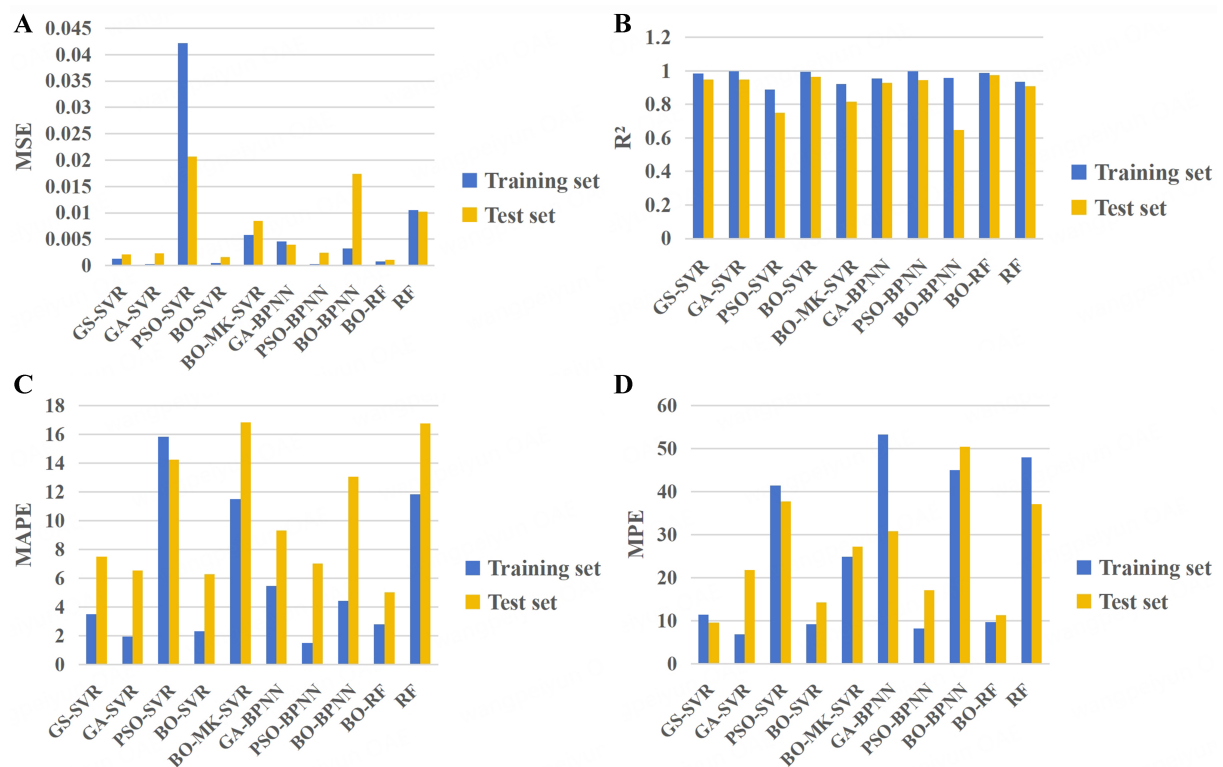 A
0.045
0.04
0.035
0.03
0.025
0.02
0.015
0.01
0.005
0
MSE
GS-SVR
GA-SVR
PSO-SVR
BO-SVR
BO-MK-SVR
GA-BPNN
PSO-BPNN
BO-BPNN
BO-RF
RF
Training set
Test set
B
1.2
1
0.8
0.6
0.4
0.2
0
R²
GS-SVR
GA-SVR
PSO-SVR
BO-SVR
BO-MK-SVR
GA-BPNN
PSO-BPNN
BO-BPNN
BO-RF
RF
Training set
Test set
C
18
16
14
12
10
8
6
4
2
0
MAPE
GS-SVR
GA-SVR
PSO-SVR
BO-SVR
BO-MK-SVR
GA-BPNN
PSO-BPNN
BO-BPNN
BO-RF
RF
Training set
Test set
D
60
50
40
30
20
10
0
MPE
GS-SVR
GA-SVR
PSO-SVR
BO-SVR
BO-MK-SVR
GA-BPNN
PSO-BPNN
BO-BPNN
BO-RF
RF
Training set
Test set